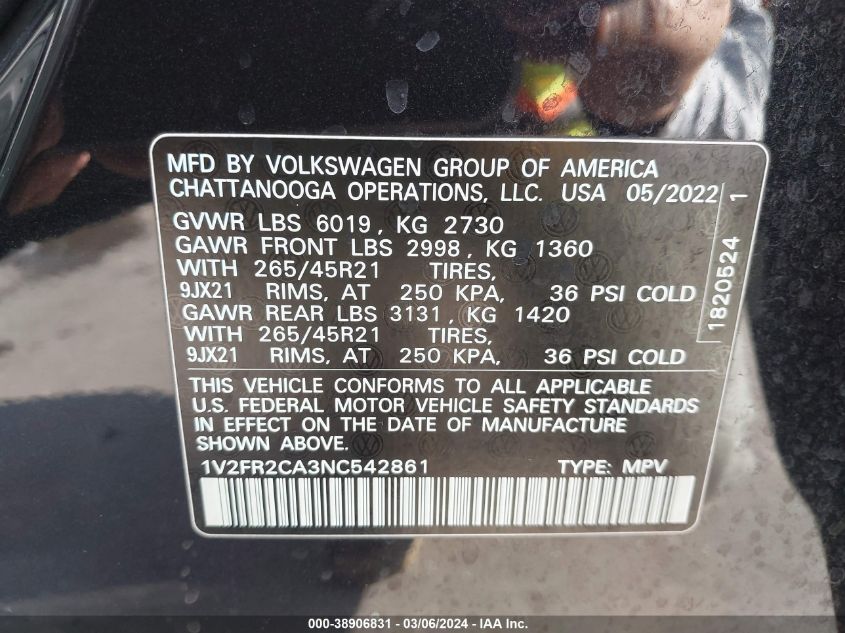 MFD BY VOLKSWAGEN GROUP OF AMERICA
CHATTANOOGA OPERATIONS, LLC. USA 05/2022
GVWR LBS 6019, KG 2730
GAWR FRONT LBS 2998, KG 1360
WITH 265/45R21 TIRES,
9JX21 RIMS, AT 250 KPA, 36 PSI COLD
GAWR REAR LBS 3131, KG 1420
WITH 265/45R21 TIRES,
9JX21 RIMS, AT 250 KPA, 36 PSI COLD
1820524 1
THIS VEHICLE CONFORMS TO ALL APPLICABLE
U.S. FEDERAL MOTOR VEHICLE SAFETY STANDARDS
IN EFFECT ON THE DATE OF MANUFACTURE
SHOWN ABOVE.
1V2FR2CA3NC542861 TYPE: MPV
000-38906831 - 03/06/2024 - IAA Inc.